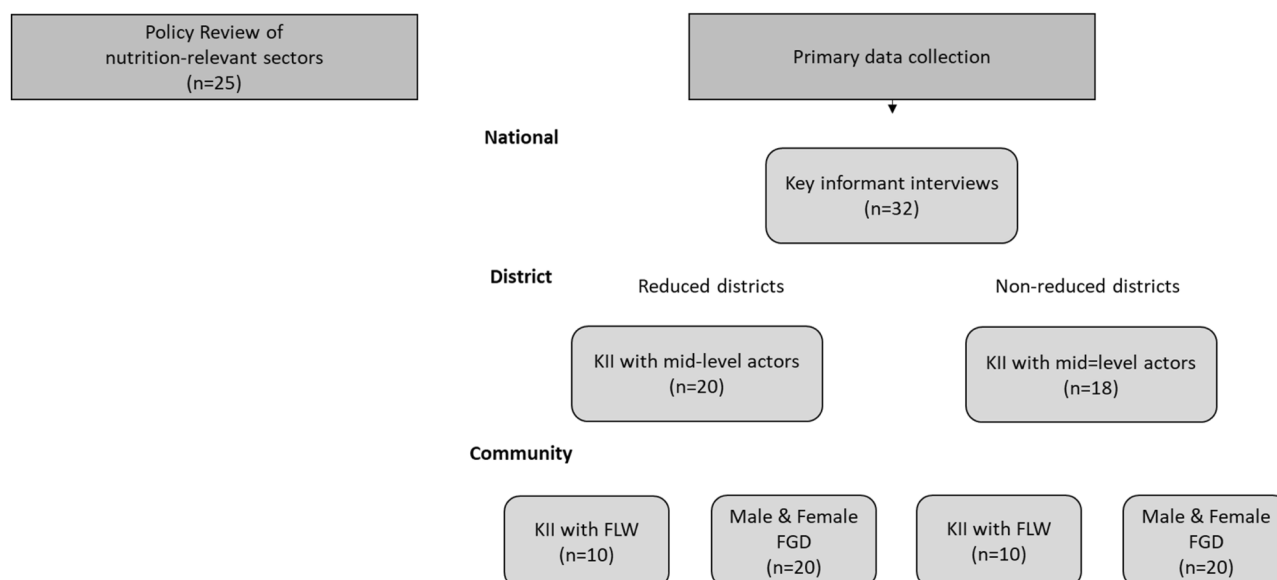 Policy Review of
nutrition-relevant sectors
(n=25)
Primary data collection
National
Key informant interviews
(n=32)
District
Reduced districts
Non-reduced districts
KII with mid-level actors
(n=20)
KII with mid=level actors
(n=18)
Community
KII with FLW
(n=10)
Male & Female
FGD
(n=20)
KII with FLW
(n=10)
Male & Female
FGD
(n=20)